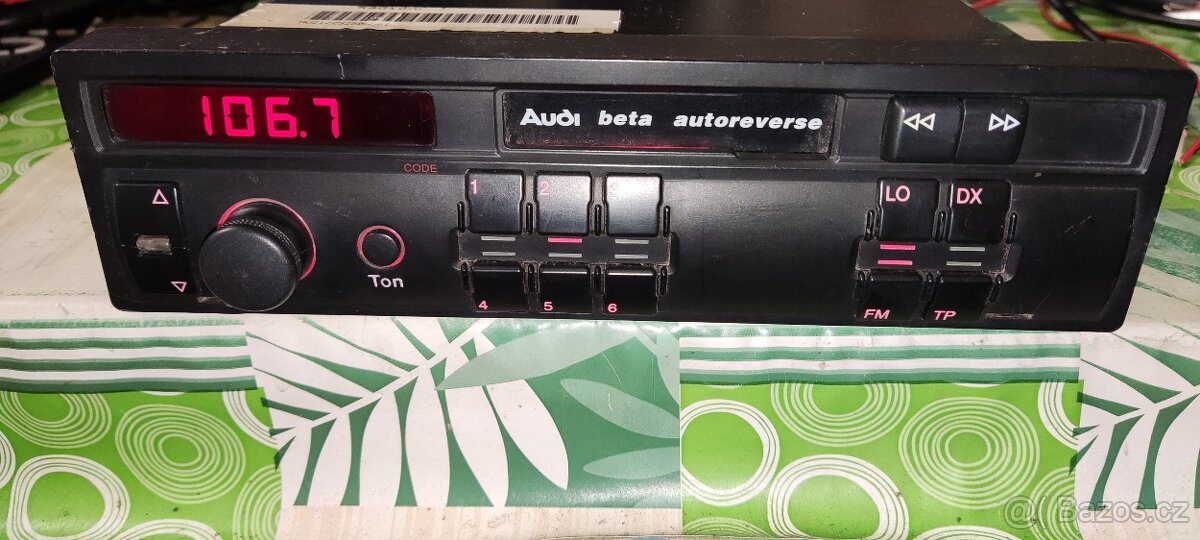 106.7
Audi beta autoreverse
CODE
1 2 3
LO DX
Ton
4 5 6
FM TP
Bazos.cz